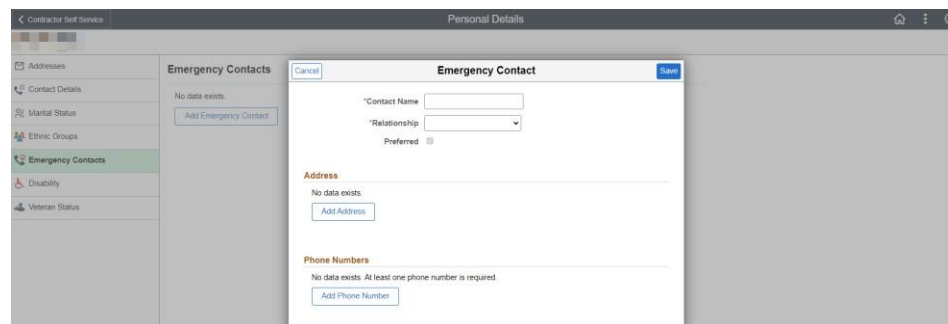 Contractor Self Service
Personal Details
Addresses
Contact Details
Marital Status
Ethnic Groups
Emergency Contacts
Disability
Veteran Status
Emergency Contacts
No data exists.
Add Emergency Contact
Cancel
Emergency Contact
Save
*Contact Name
*Relationship
Preferred
Address
No data exists.
Add Address
Phone Numbers
No data exists. At least one phone number is required.
Add Phone Number